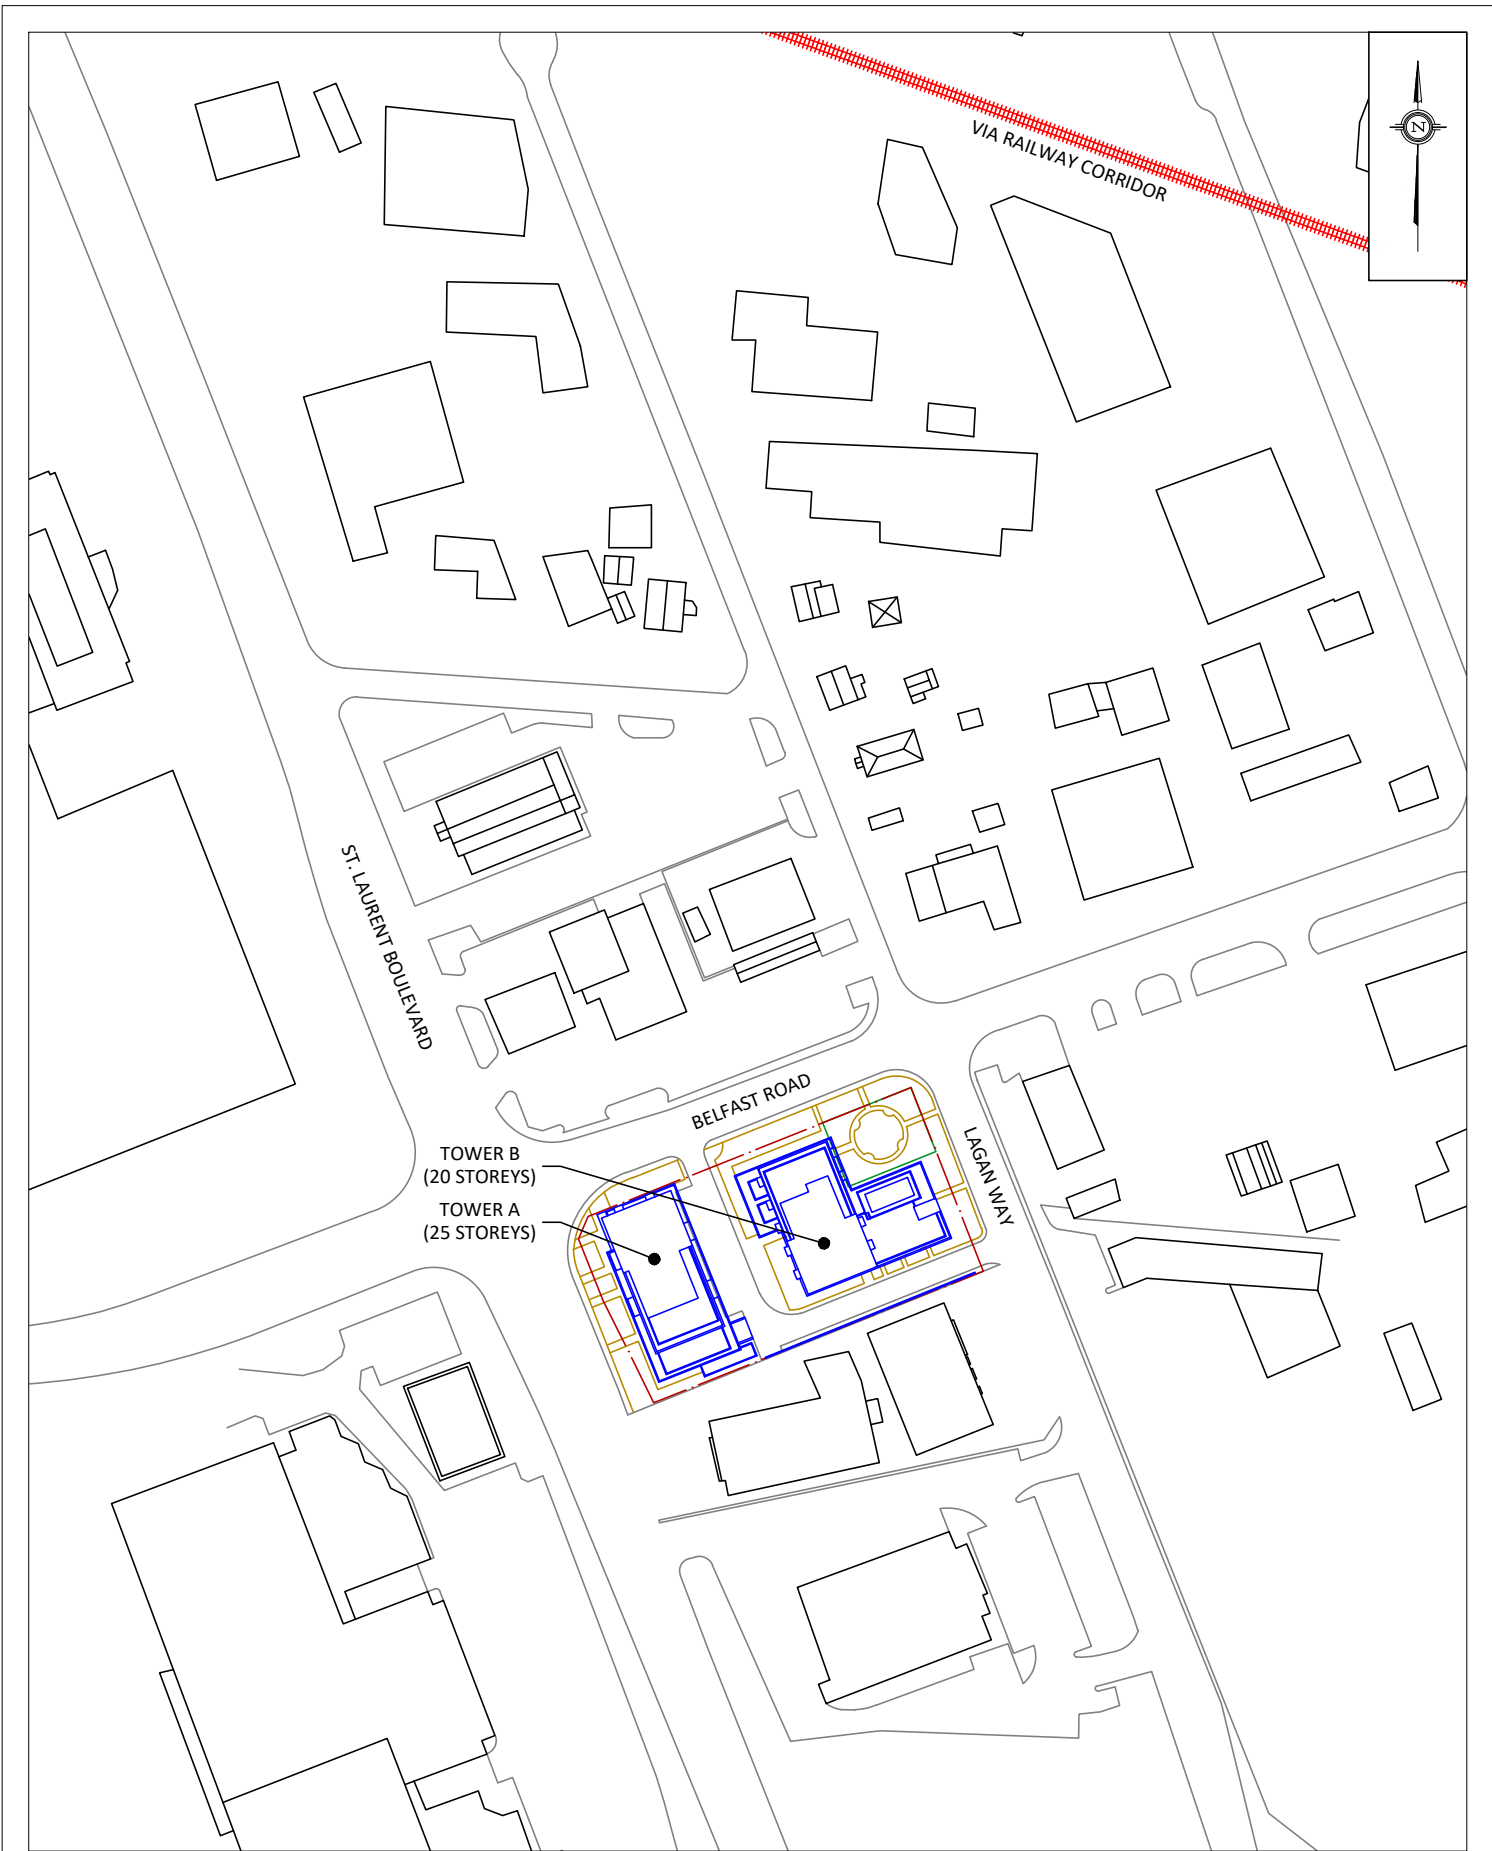 VIA RAILWAY CORRIDOR
N
ST. LAURENT BOULEVARD
BELFAST ROAD
LAGAN WAY
TOWER B
(20 STOREYS)
TOWER A
(25 STOREYS)